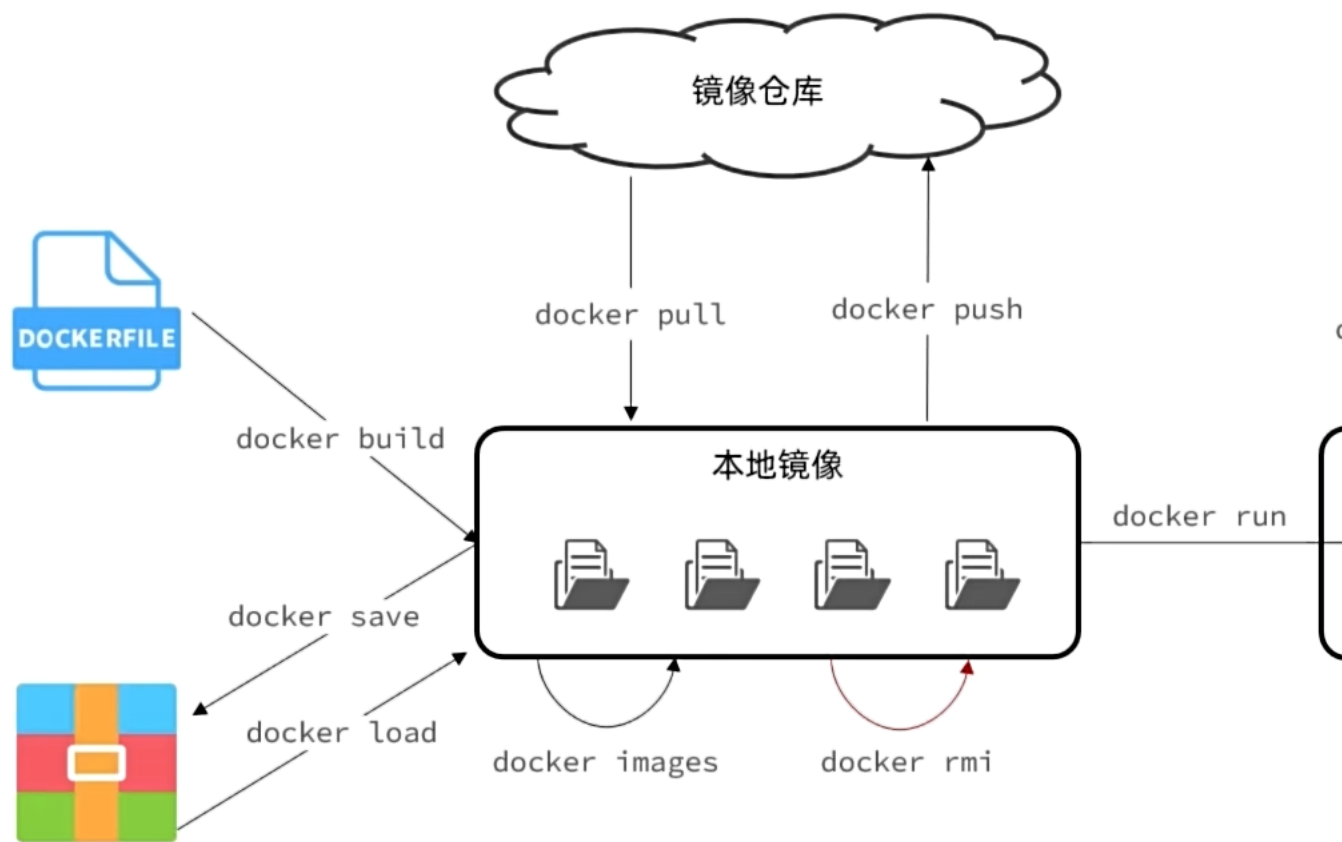 镜像仓库
docker pull
docker push
DOCKERFILE
docker build
本地镜像
docker run
docker save
docker load
docker images
docker rmi